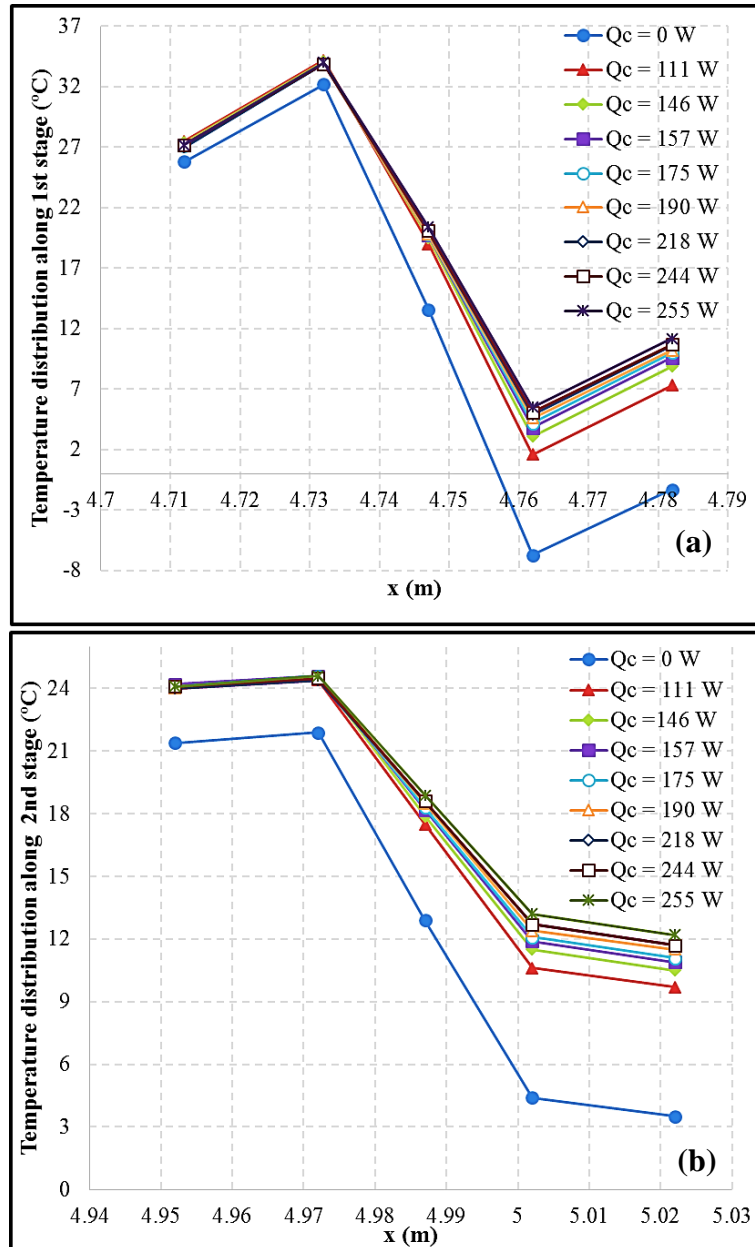 Temperature distribution along 1st stage (ºC)
37
32
27
22
17
12
7
2
-3
-8
4.7
4.71
4.72
4.73
4.74
4.75
4.76
4.77
4.78
4.79
x (m)
Qc = 0 W
Qc = 111 W
Qc = 146 W
Qc = 157 W
Qc = 175 W
Qc = 190 W
Qc = 218 W
Qc = 244 W
Qc = 255 W
(a)
Temperature distribution along 2nd stage (ºC)
24
21
18
15
12
9
6
3
0
4.94
4.95
4.96
4.97
4.98
4.99
5
5.01
5.02
5.03
x (m)
Qc = 0 W
Qc = 111 W
Qc =146 W
Qc = 157 W
Qc = 175 W
Qc = 190 W
Qc = 218 W
Qc = 244 W
Qc = 255 W
(b)